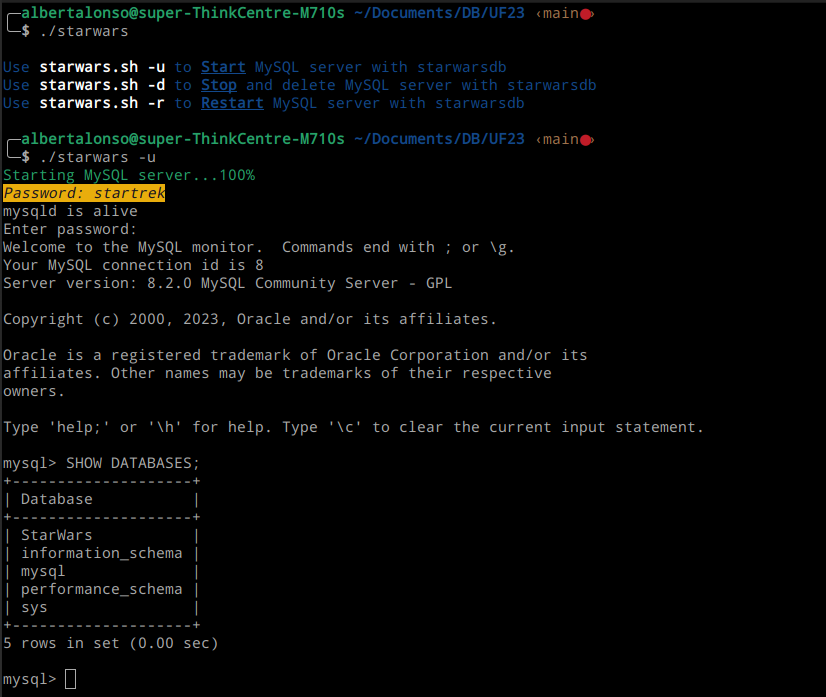 ┌─albertalonso@super-ThinkCentre-M710s ~/Documents/DB/UF23 ‹main●›
└─$ ./starwars
Use starwars.sh -u to Start MySQL server with starwarsdb
Use starwars.sh -d to Stop and delete MySQL server with starwarsdb
Use starwars.sh -r to Restart MySQL server with starwarsdb
┌─albertalonso@super-ThinkCentre-M710s ~/Documents/DB/UF23 ‹main●›
└─$ ./starwars -u
Starting MySQL server...100%
Password: startrek
mysqld is alive
Enter password:
Welcome to the MySQL monitor.  Commands end with ; or \g.
Your MySQL connection id is 8
Server version: 8.2.0 MySQL Community Server - GPL
Copyright (c) 2000, 2023, Oracle and/or its affiliates.
Oracle is a registered trademark of Oracle Corporation and/or its
affiliates. Other names may be trademarks of their respective
owners.
Type 'help;' or '\h' for help. Type '\c' to clear the current input statement.
mysql> SHOW DATABASES;
+--------------------+
| Database           |
+--------------------+
| StarWars           |
| information_schema |
| mysql              |
| performance_schema |
| sys                |
+--------------------+
5 rows in set (0.00 sec)
mysql>